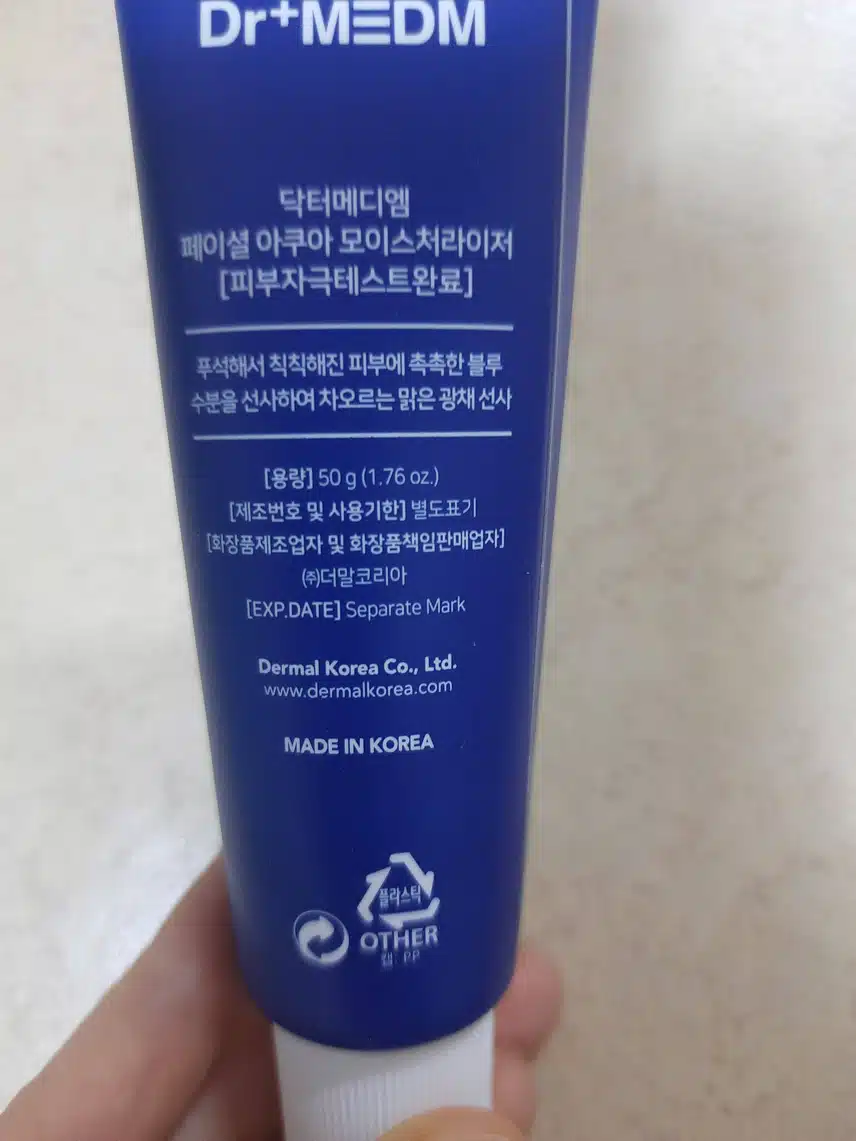 Dr+MEDM
닥터메디엠
페이셜 아쿠아 모이스처라이저
[피부자극테스트완료]
푸석해서 칙칙해진 피부에 촉촉한 블루
수분을 선사하여 차오르는 맑은 광채 선사
[용량] 50 g (1.76 oz.)
[제조번호 및 사용기한] 별도표기
[화장품제조업자 및 화장품책임판매업자]
㈜더말코리아
[EXP.DATE] Separate Mark
Dermal Korea Co., Ltd.
www.dermalkorea.com
MADE IN KOREA
플라스틱
OTHER
캡: PP